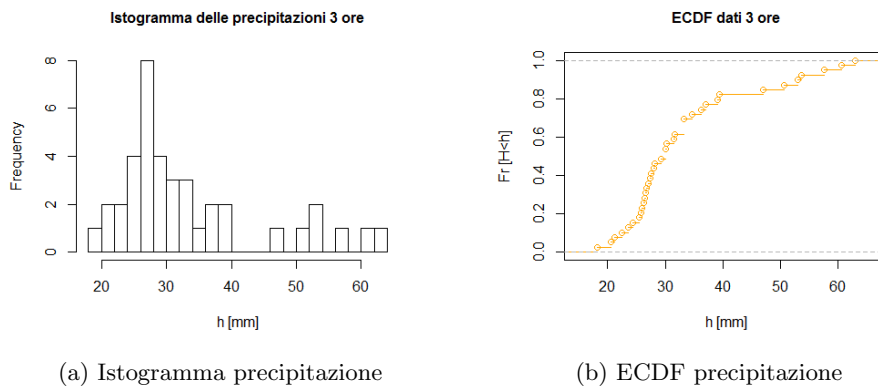 Istogramma delle precipitazioni 3 ore
Frequency
8
6
4
2
0
20 30 40 50 60
h [mm]
(a) Istogramma precipitazione
ECDF dati 3 ore
Fr [H<h]
1.0
0.8
0.6
0.4
0.2
0.0
20 30 40 50 60
h [mm]
(b) ECDF precipitazione